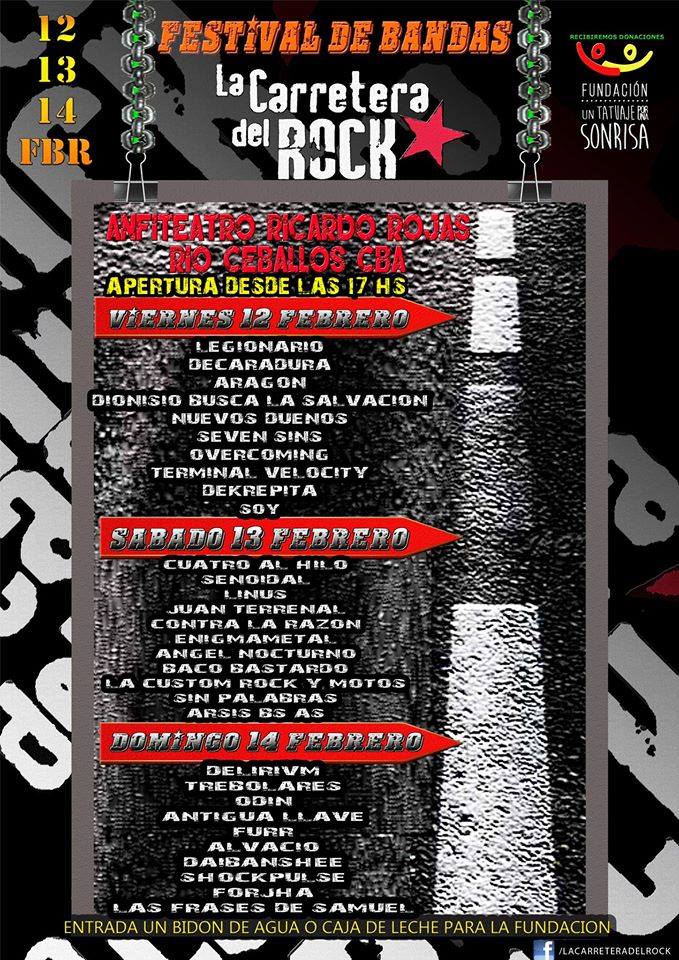 12
13
14
FBR
FESTIVAL DE BANDAS
La Carretera
del ROCK
RECIBIREMOS DONACIONES
FUNDACIÓN
UN TATUAJE POR UNA
SONRISA
ANFITEATRO RICARDO ROJAS
RIO CEBALLOS CBA
APERTURA DESDE LAS 17 HS
VIERNES 12 FEBRERO
LEGIONARIO
DECARADURA
ARAGON
DIONISIO BUSCA LA SALVACION
NUEVOS DUENOS
SEVEN SINS
OVERCOMING
TERMINAL VELOCITY
DEKREPITA
SOY
SABADO 13 FEBRERO
CUATRO AL HILO
SENOIDAL
LINUS
JUAN TERRENAL
CONTRA LA RAZON
ENIGMAMETAL
ANGEL NOCTURNO
BACO BASTARDO
LA CUSTOM ROCK Y MOTOS
SIN PALABRAS
ARSIS BS AS
DOMINGO 14 FEBRERO
DELIRIVM
TREBOLARES
ODIN
ANTIGUA LLAVE
FURR
ALVACIO
DAIBANSHEE
SHOCKPULSE
FORJHA
LAS FRASES DE SAMUEL
ENTRADA UN BIDON DE AGUA O CAJA DE LECHE PARA LA FUNDACION
f /LACARRETERADELROCK